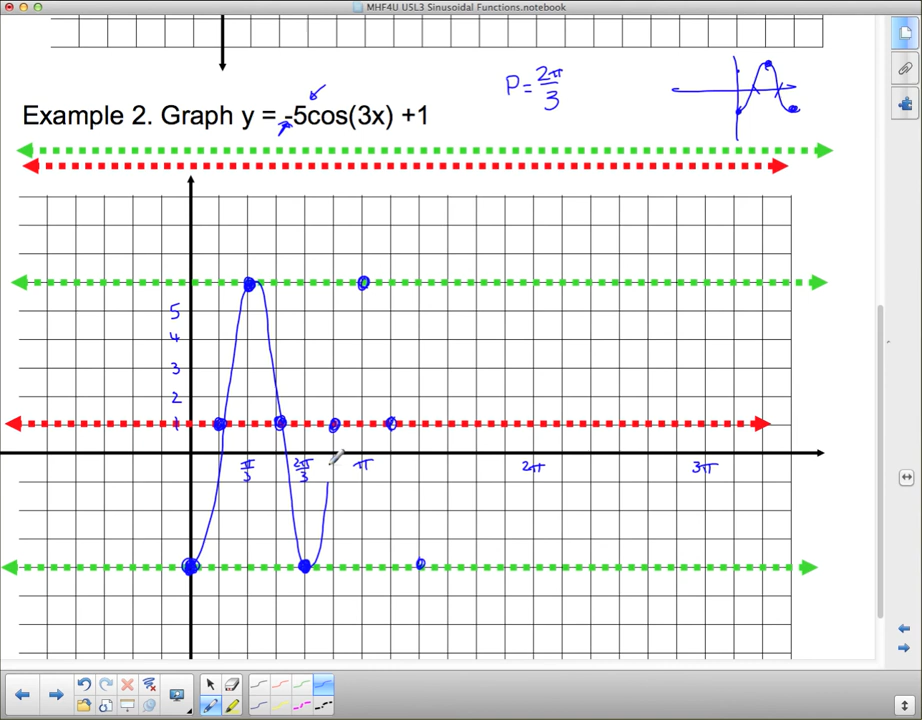 MHF4U U5L3 Sinusoidal Functions.notebook
P = 2π/3
Example 2. Graph y = -5cos(3x) +1
5
4
3
2
1
π/3 2π/3 π 2π 3π